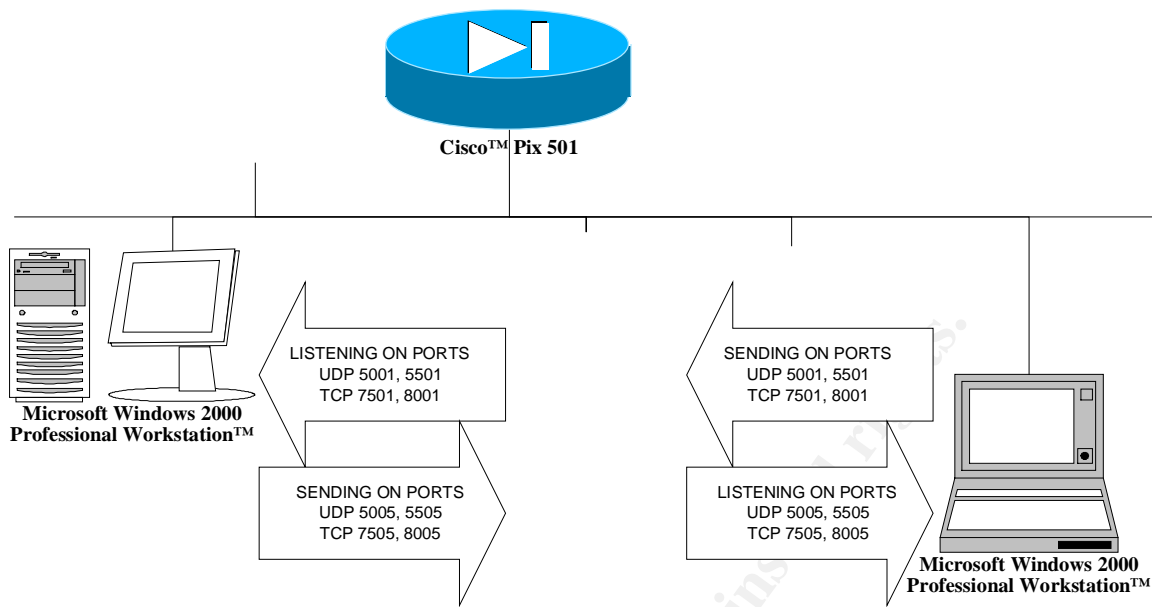 Cisco™ Pix 501
LISTENING ON PORTS
UDP 5001, 5501
TCP 7501, 8001
SENDING ON PORTS
UDP 5001, 5501
TCP 7501, 8001
Microsoft Windows 2000
Professional Workstation™
SENDING ON PORTS
UDP 5005, 5505
TCP 7505, 8005
LISTENING ON PORTS
UDP 5005, 5505
TCP 7505, 8005
Microsoft Windows 2000
Professional Workstation™
ins
rights.